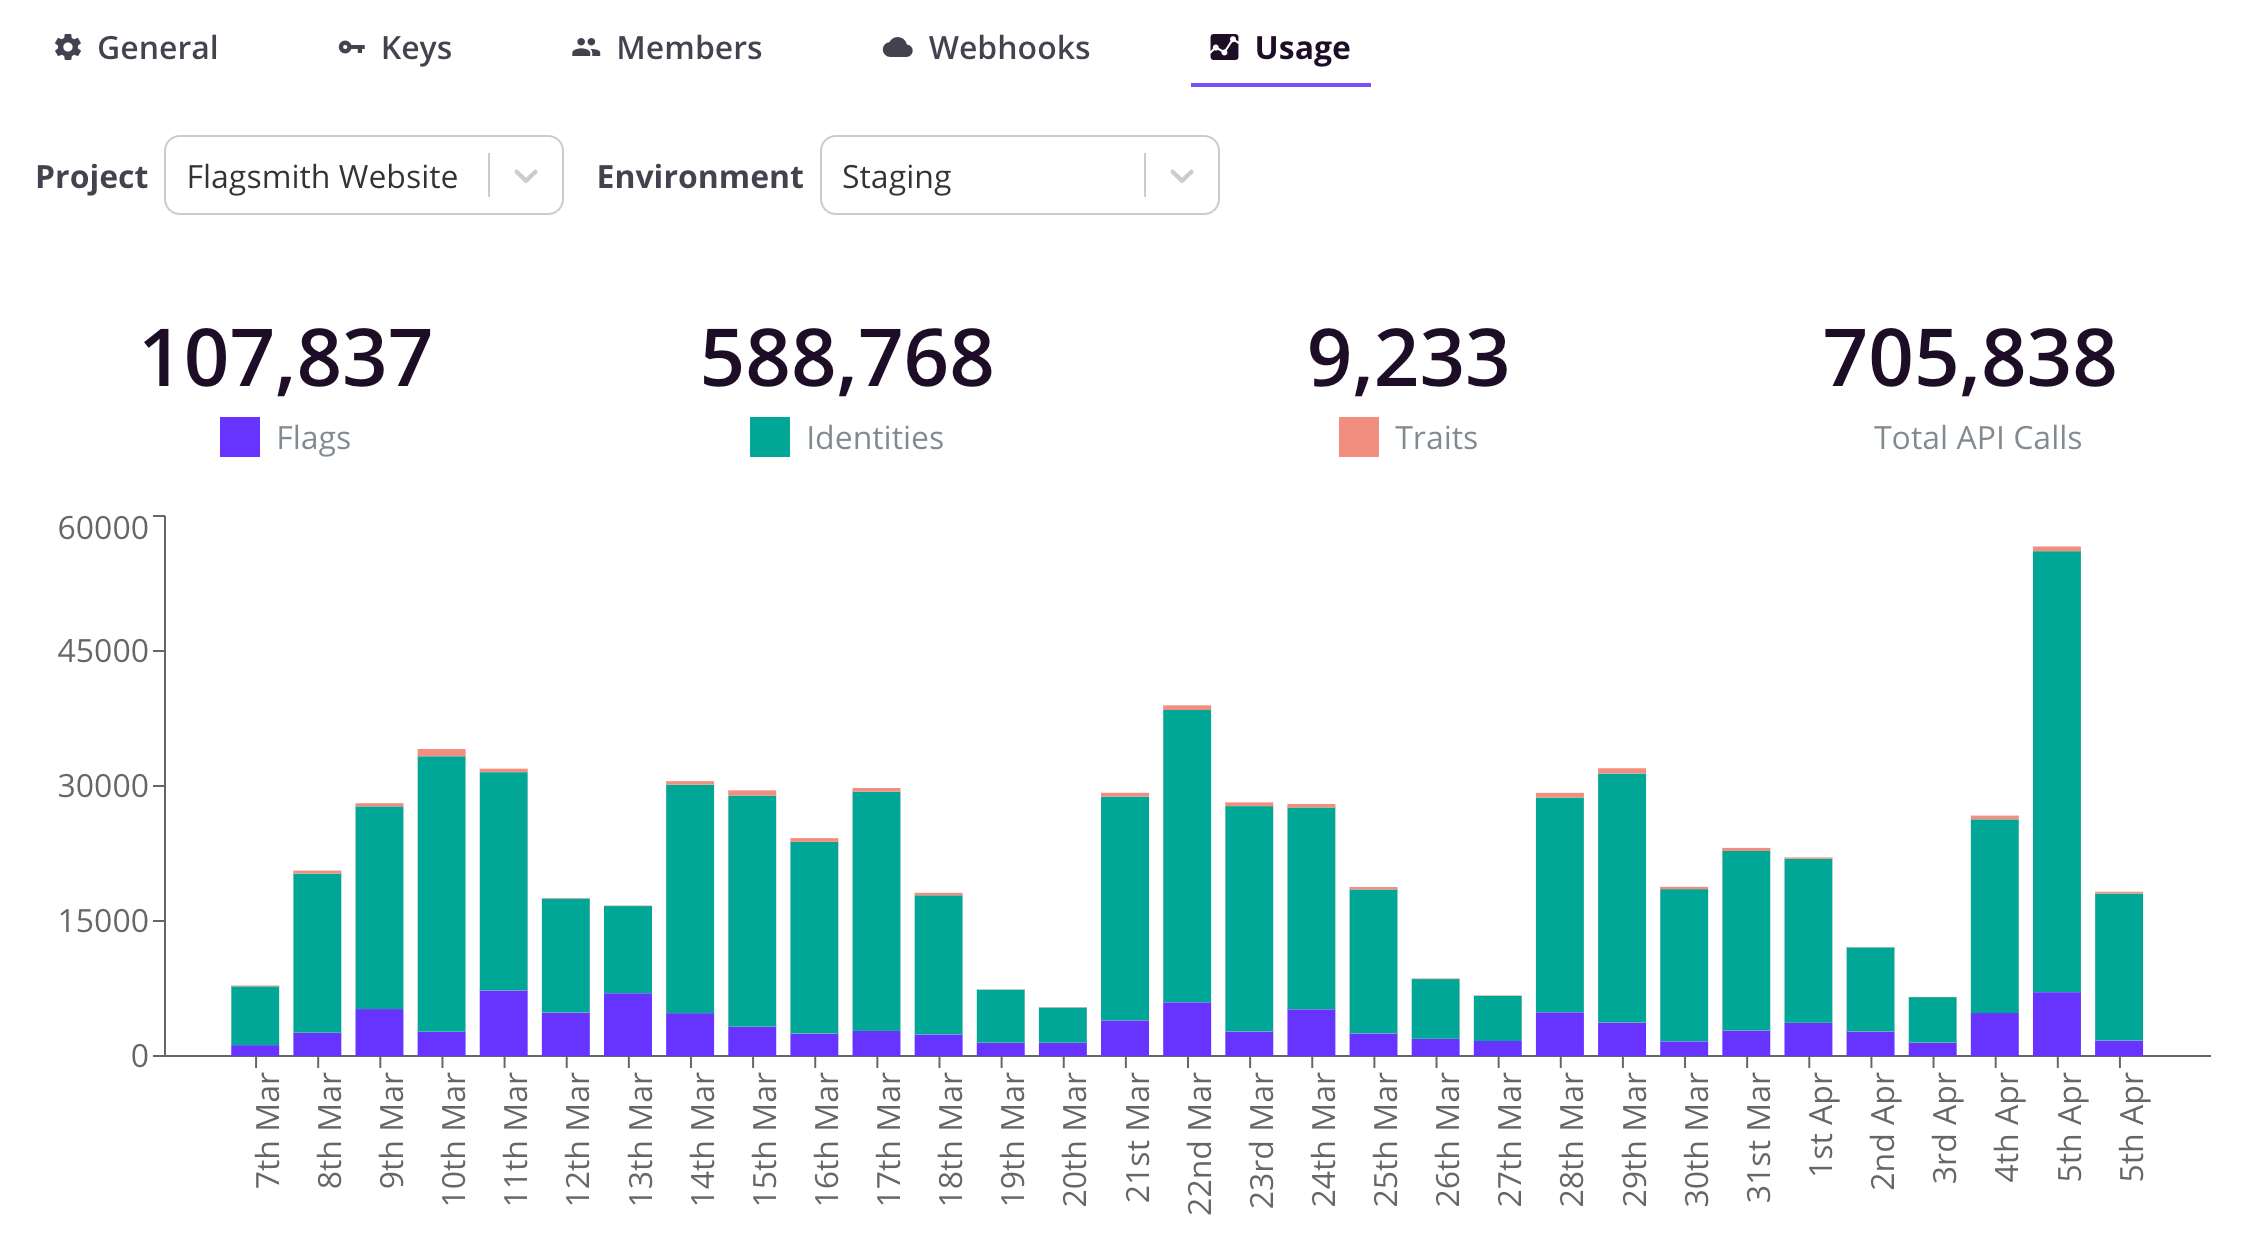 General Keys Members Webhooks Usage
Project Flagsmith Website Environment Staging
107,837 588,768 9,233 705,838
Flags Identities Traits Total API Calls
60000
45000
30000
15000
0
7th Mar 8th Mar 9th Mar 10th Mar 11th Mar 12th Mar 13th Mar 14th Mar 15th Mar 16th Mar 17th Mar 18th Mar 19th Mar 20th Mar 21st Mar 22nd Mar 23rd Mar 24th Mar 25th Mar 26th Mar 27th Mar 28th Mar 29th Mar 30th Mar 31st Mar 1st Apr 2nd Apr 3rd Apr 4th Apr 5th Apr 5th Apr